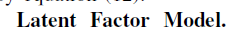 Latent Factor Model.